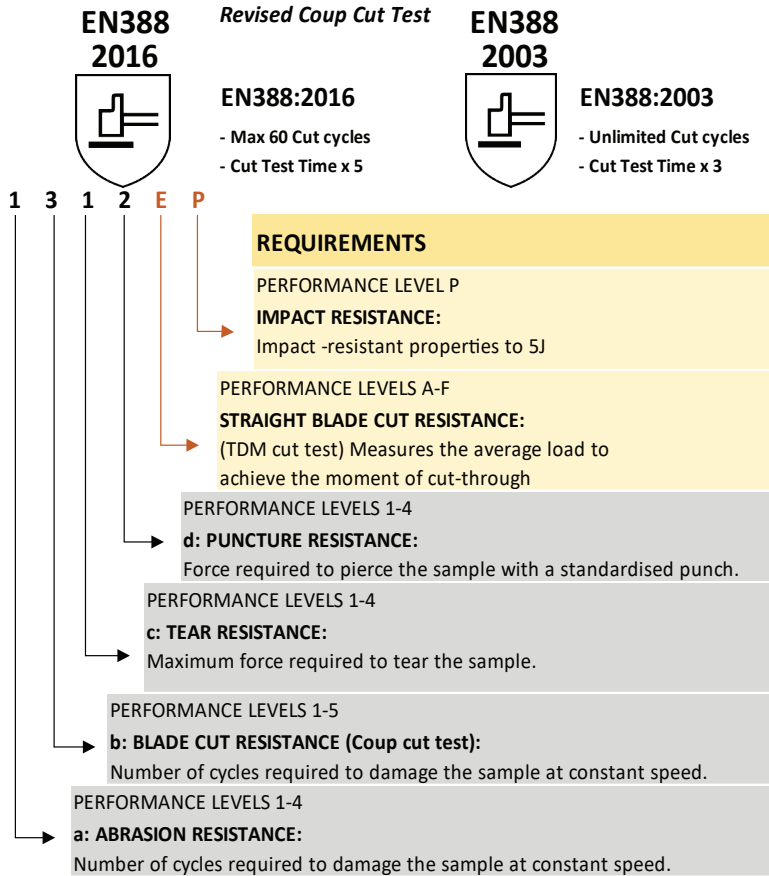 EN388
2016
Revised Coup Cut Test
EN388
2003
EN388:2016
- Max 60 Cut cycles
- Cut Test Time x 5
EN388:2003
- Unlimited Cut cycles
- Cut Test Time x 3
1 3 1 2 E P
REQUIREMENTS
PERFORMANCE LEVEL P
IMPACT RESISTANCE:
Impact -resistant properties to 5J
PERFORMANCE LEVELS A-F
STRAIGHT BLADE CUT RESISTANCE:
(TDM cut test) Measures the average load to
achieve the moment of cut-through
PERFORMANCE LEVELS 1-4
d: PUNCTURE RESISTANCE:
Force required to pierce the sample with a standardised punch.
PERFORMANCE LEVELS 1-4
c: TEAR RESISTANCE:
Maximum force required to tear the sample.
PERFORMANCE LEVELS 1-5
b: BLADE CUT RESISTANCE (Coup cut test):
Number of cycles required to damage the sample at constant speed.
PERFORMANCE LEVELS 1-4
a: ABRASION RESISTANCE:
Number of cycles required to damage the sample at constant speed.